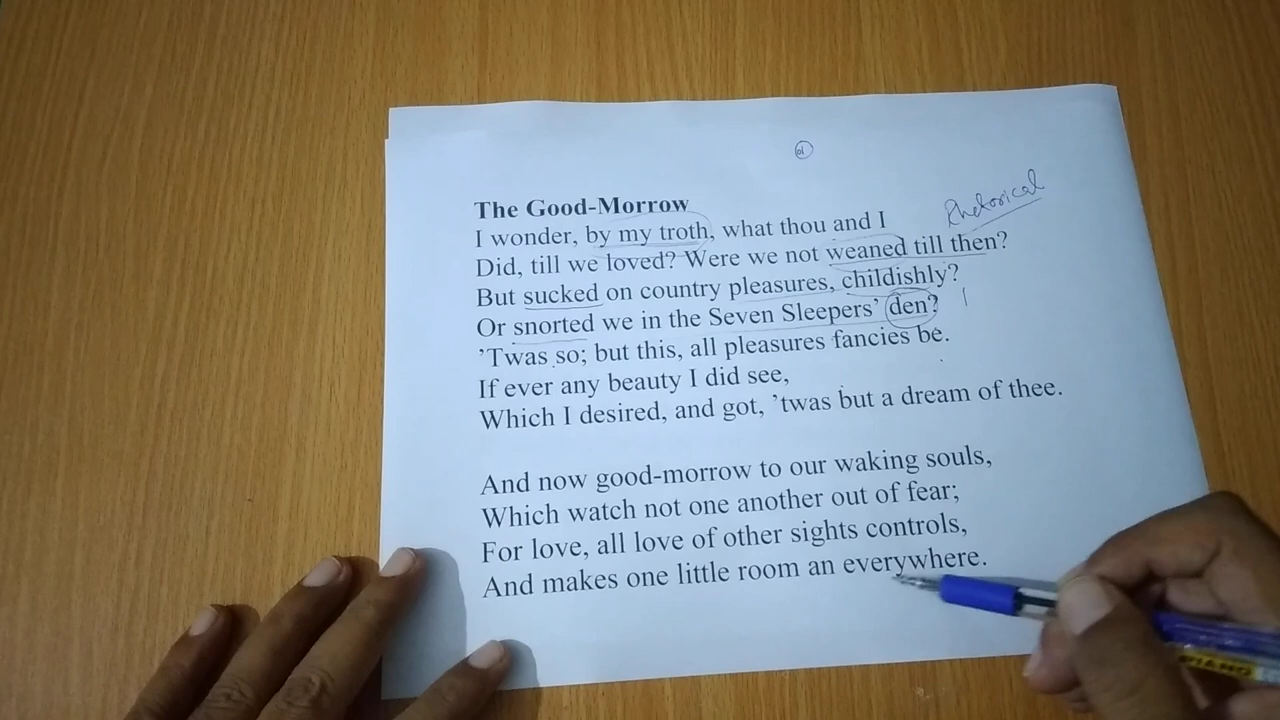 01
The Good-Morrow
Rhetorical
I wonder, by my troth, what thou and I
Did, till we loved? Were we not weaned till then?
But sucked on country pleasures, childishly?
Or snorted we in the Seven Sleepers’ den?
’Twas so; but this, all pleasures fancies be.
If ever any beauty I did see,
Which I desired, and got, ’twas but a dream of thee.
And now good-morrow to our waking souls,
Which watch not one another out of fear;
For love, all love of other sights controls,
And makes one little room an everywhere.
PIANO